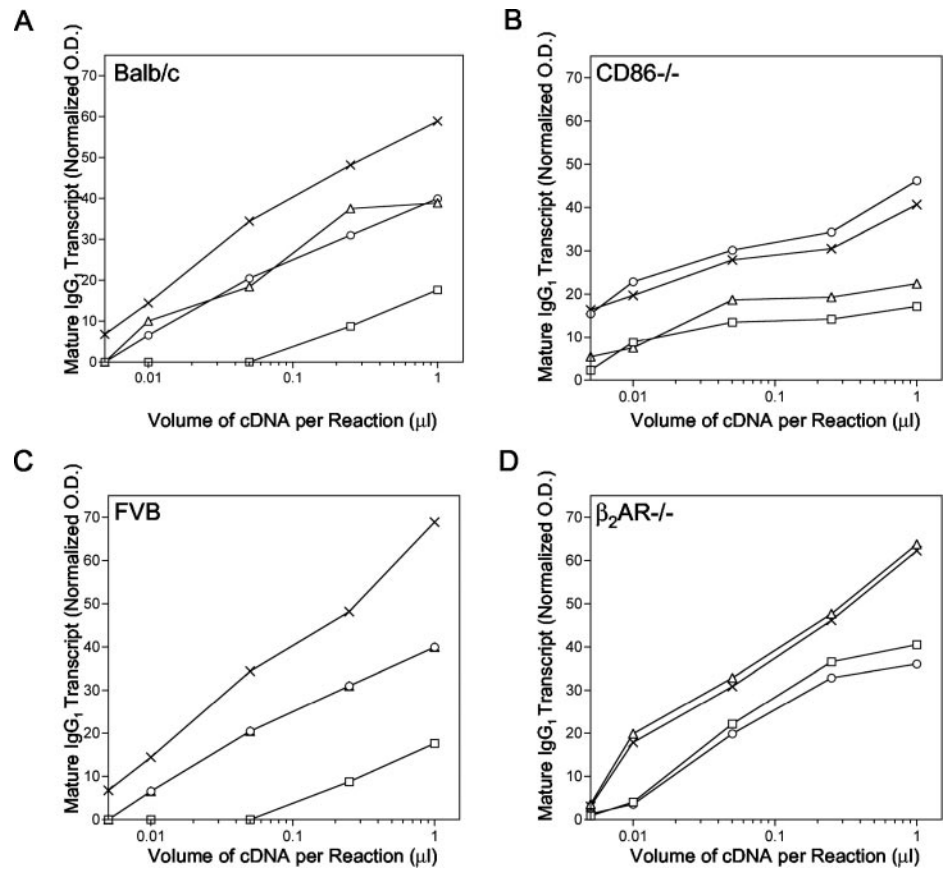 A
Balb/c
Mature IgG₁ Transcript (Normalized O.D.)
70
60
50
40
30
20
10
0
0.01 0.1 1
Volume of cDNA per Reaction (μl)
B
CD86-/-
Mature IgG₁ Transcript (Normalized O.D.)
70
60
50
40
30
20
10
0
0.01 0.1 1
Volume of cDNA per Reaction (μl)
C
FVB
Mature IgG₁ Transcript (Normalized O.D.)
70
60
50
40
30
20
10
0
0.01 0.1 1
Volume of cDNA per Reaction (μl)
D
β₂AR-/-
Mature IgG₁ Transcript (Normalized O.D.)
70
60
50
40
30
20
10
0
0.01 0.1 1
Volume of cDNA per Reaction (μl)